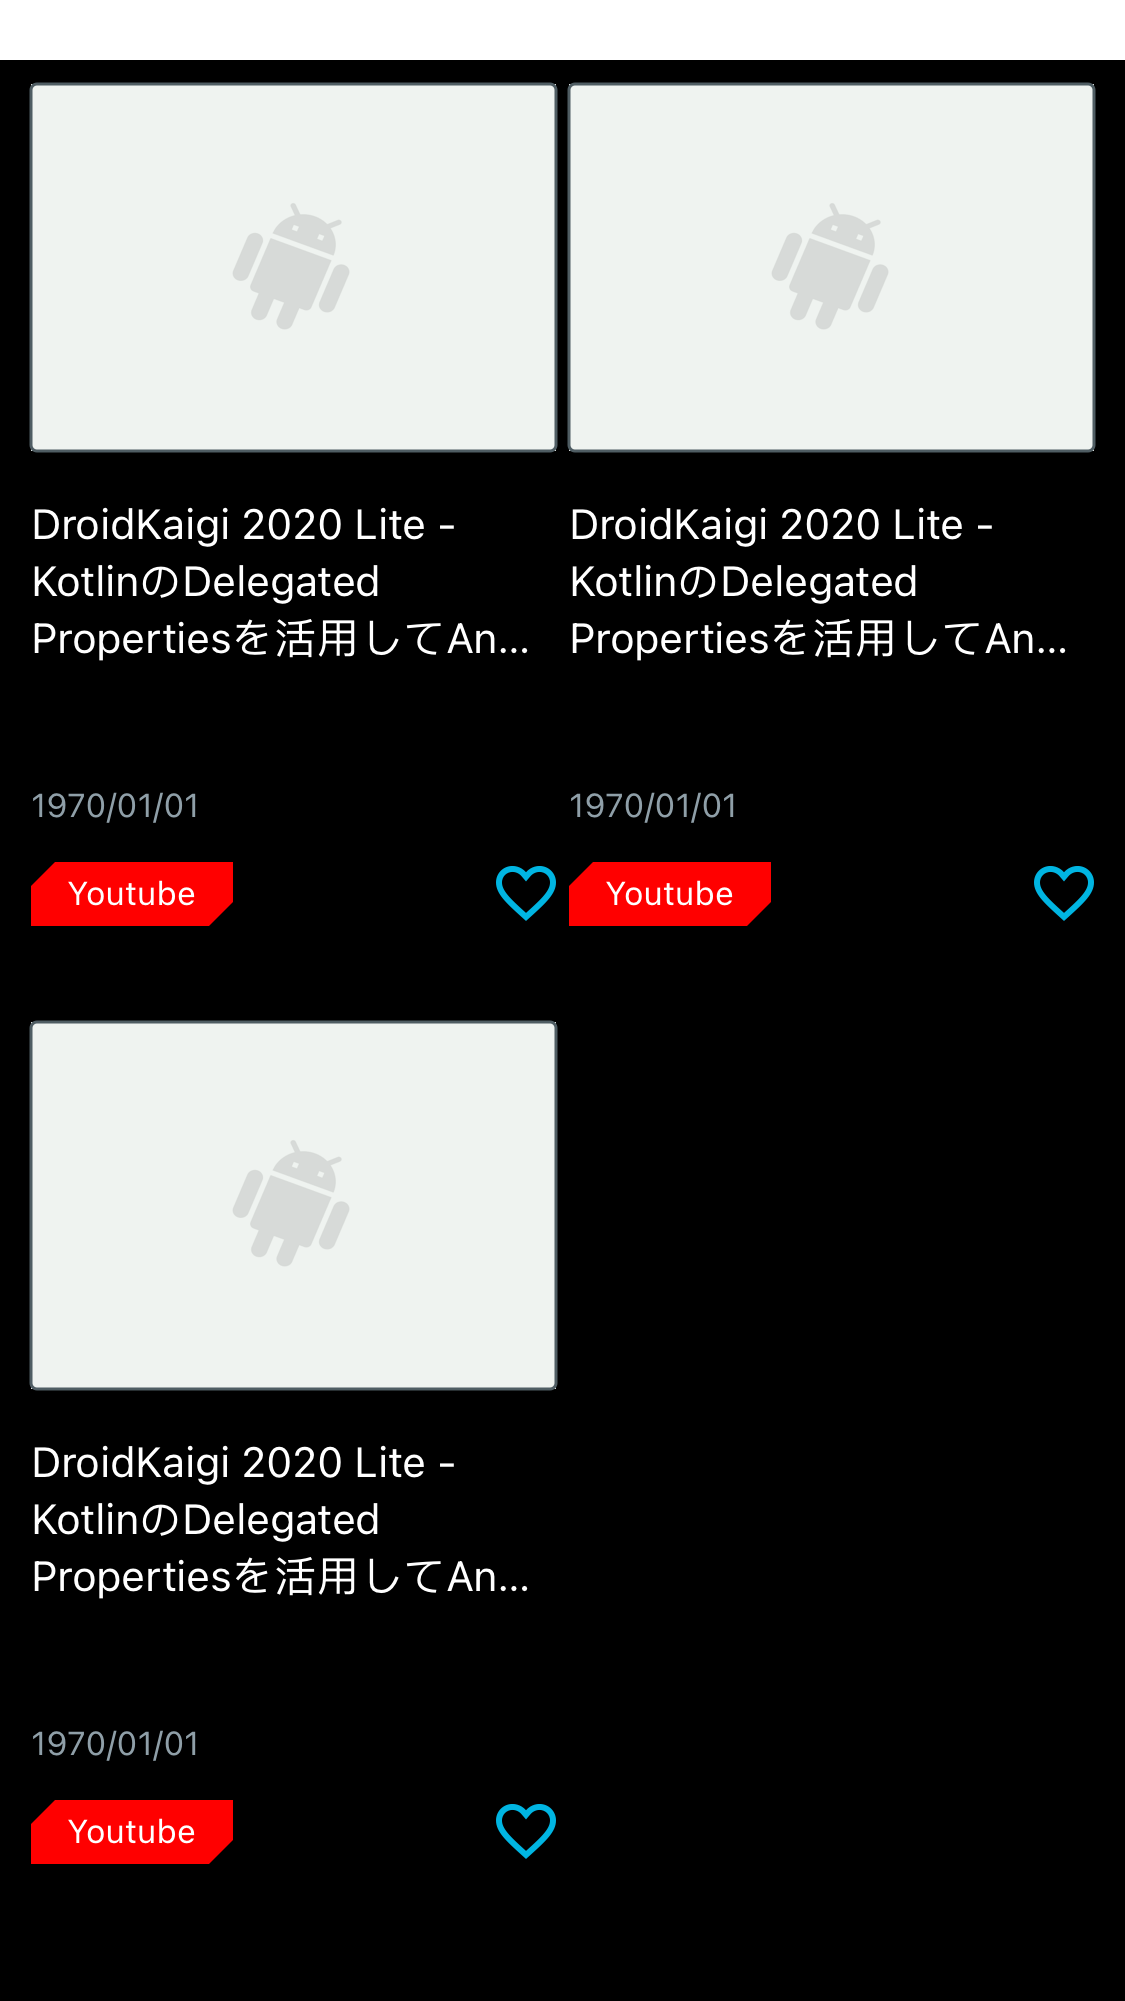 DroidKaigi 2020 Lite -
KotlinのDelegated
Propertiesを活用してAn...
1970/01/01
Youtube
DroidKaigi 2020 Lite -
KotlinのDelegated
Propertiesを活用してAn...
1970/01/01
Youtube
DroidKaigi 2020 Lite -
KotlinのDelegated
Propertiesを活用してAn...
1970/01/01
Youtube